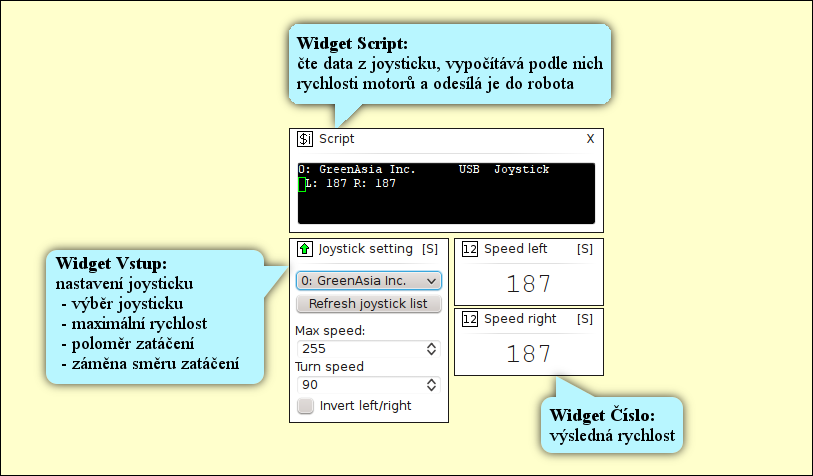 Widget Script:
čte data z joysticku, vypočítává podle nich
rychlosti motorů a odesílá je do robota
$i Script X
0: GreenAsia Inc. USB Joystick
L: 187 R: 187
Widget Vstup:
nastavení joysticku
- výběr joysticku
- maximální rychlost
- poloměr zatáčení
- záměna směru zatáčení
Joystick setting [S]
0: GreenAsia Inc.
Refresh joystick list
Max speed:
255
Turn speed
90
Invert left/right
12 Speed left [S]
187
12 Speed right [S]
187
Widget Číslo:
výsledná rychlost